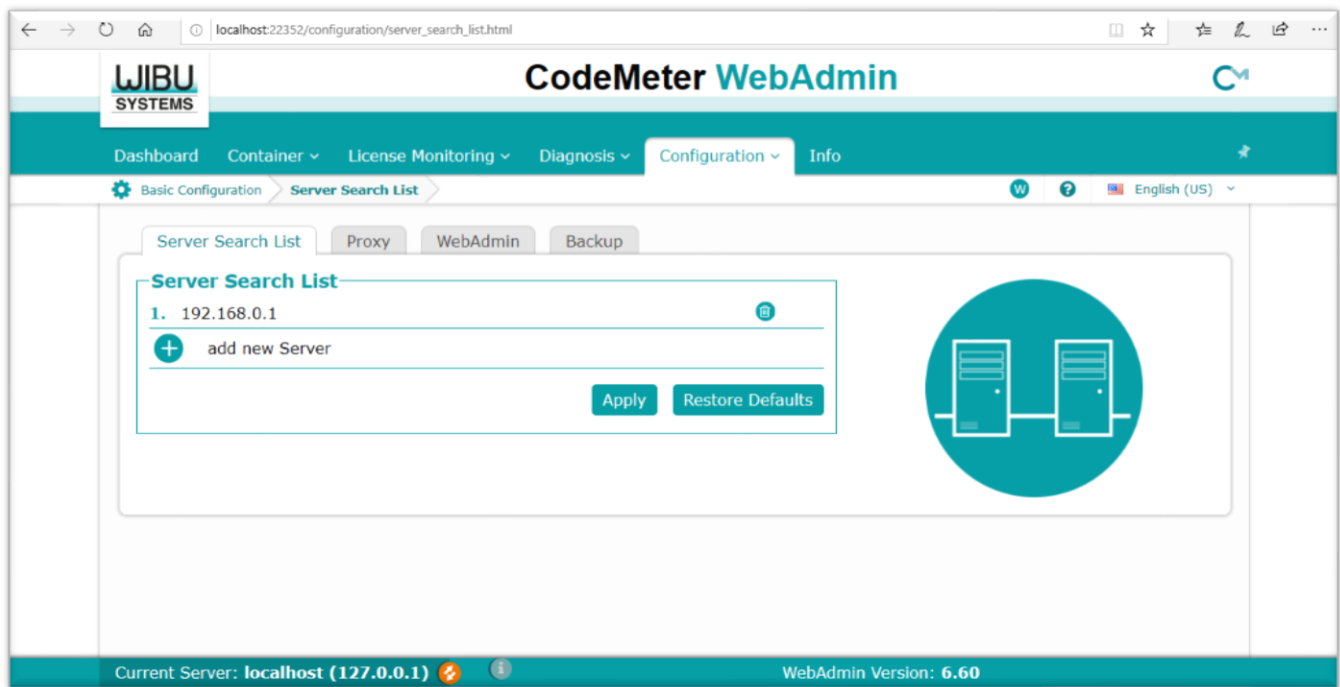 localhost:22352/configuration/server_search_list.html
WIBU
SYSTEMS
CodeMeter WebAdmin
CM
Dashboard Container License Monitoring Diagnosis Configuration Info
Basic Configuration Server Search List W ? English (US)
Server Search List Proxy WebAdmin Backup
Server Search List
1. 192.168.0.1
+ add new Server
Apply Restore Defaults
Current Server: localhost (127.0.0.1) i WebAdmin Version: 6.60